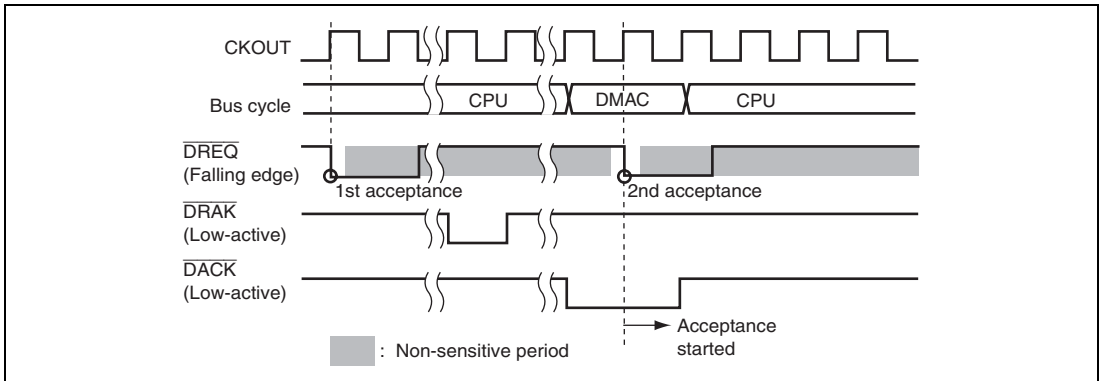 CKOUT
Bus cycle
CPU
DMAC
CPU
DREQ
(Falling edge)
1st acceptance
2nd acceptance
DRAK
(Low-active)
DACK
(Low-active)
Acceptance
started
: Non-sensitive period